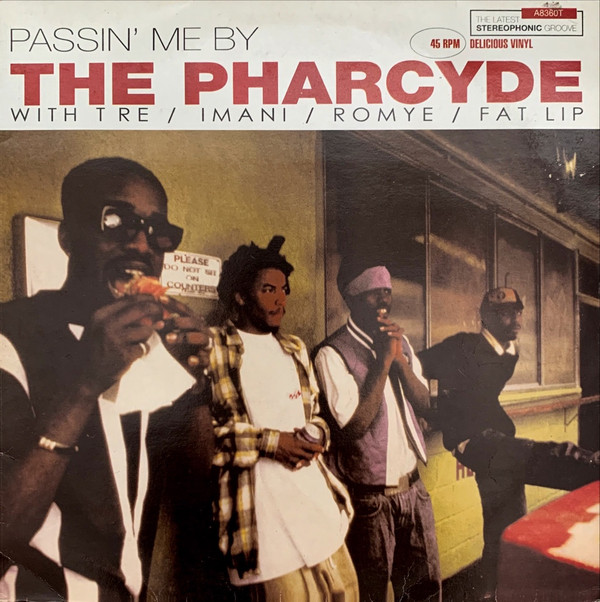 PASSIN' ME BY
45 RPM
DELICIOUS VINYL
THE LATEST
A8360T
STEREOPHONIC GROOVE
THE PHARCYDE
WITH TRE / IMANI / ROMYE / FAT LIP
PLEASE
DO NOT SIT
ON
COUNTERS